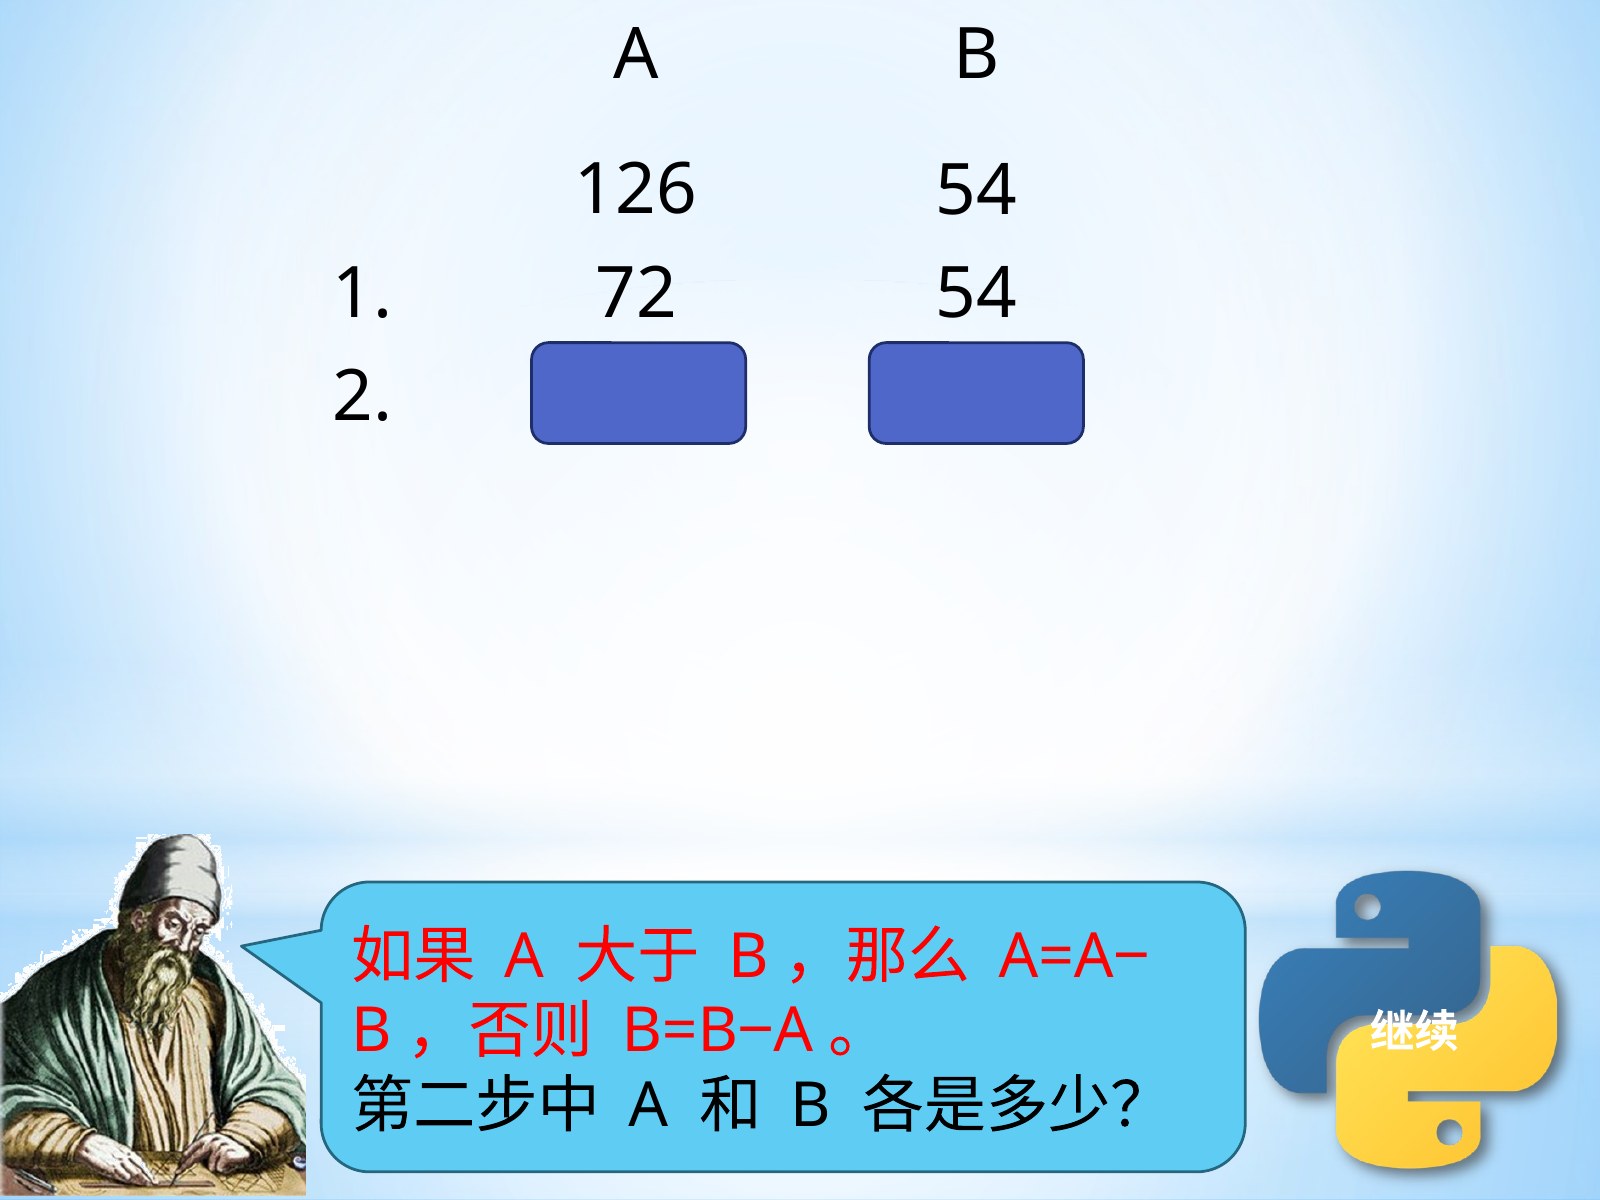 A B
126 54
1. 72 54
2.
如果 A 大于 B ，那么 A=A−
B ，否则 B=B−A 。
第二步中 A 和 B 各是多少？
继续